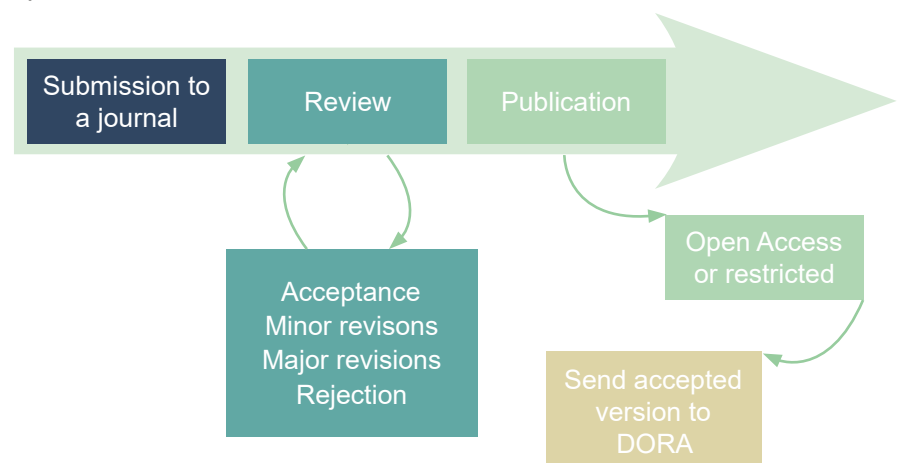 Submission to
a journal
Review
Publication
Open Access
or restricted
Acceptance
Minor revisons
Major revisions
Rejection
Send accepted
version to
DORA